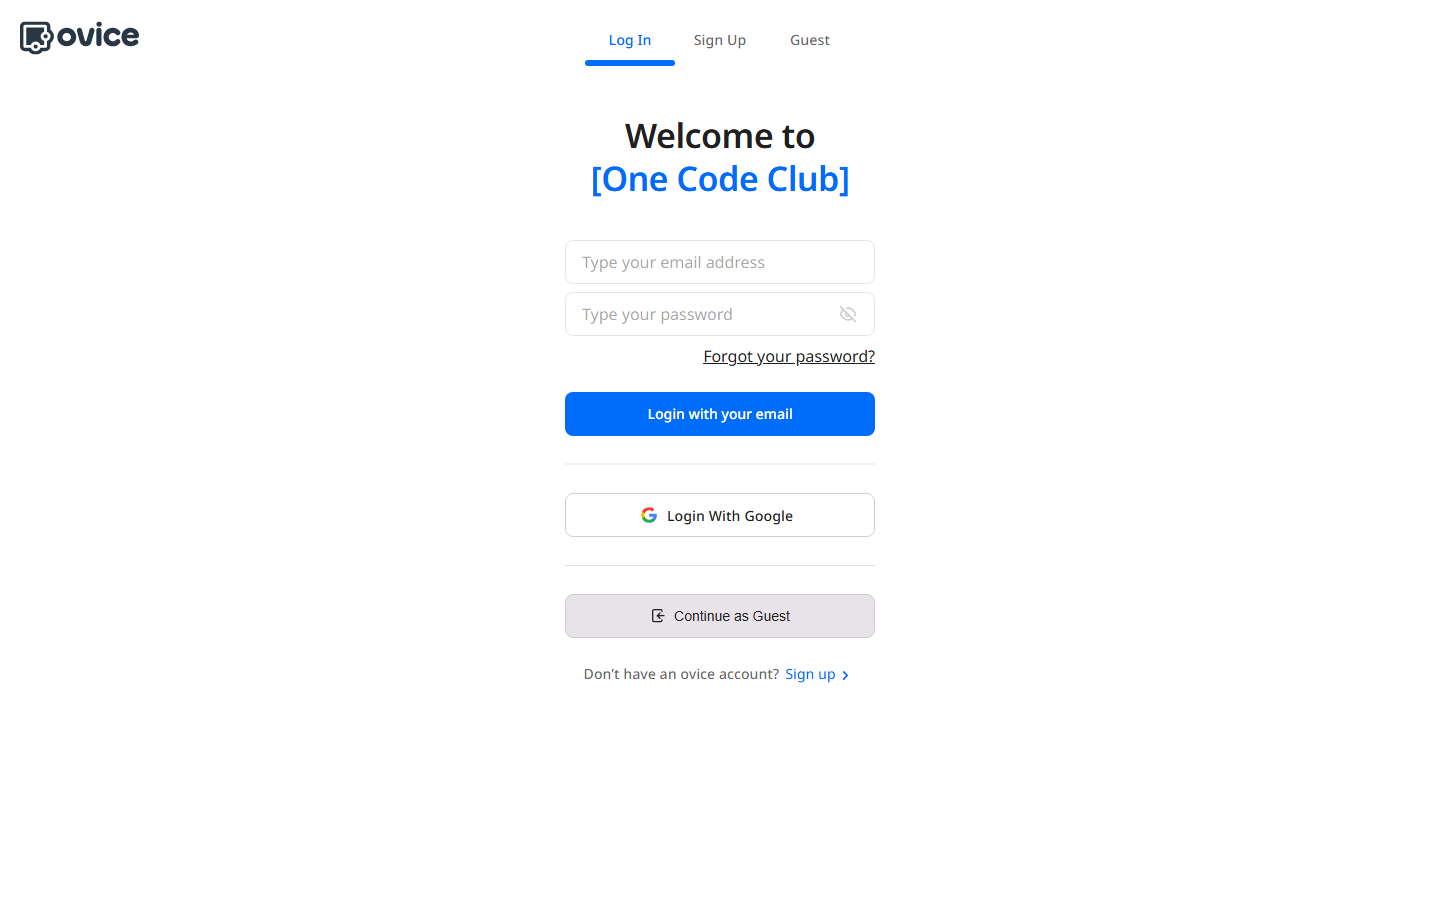 ovice
Log In
Sign Up
Guest
Welcome to
[One Code Club]
Type your email address
Type your password
Forgot your password?
Login with your email
Login With Google
Continue as Guest
Don’t have an ovice account? Sign up